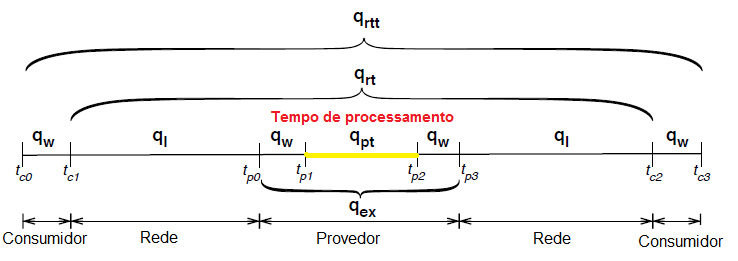 qrtt
qrt
Tempo de processamento
qw ql qw qpt qw ql qw
tc0 tc1 tp0 tp1 tp2 tp3 tc2 tc3
qex
Consumidor Rede Provedor Rede Consumidor